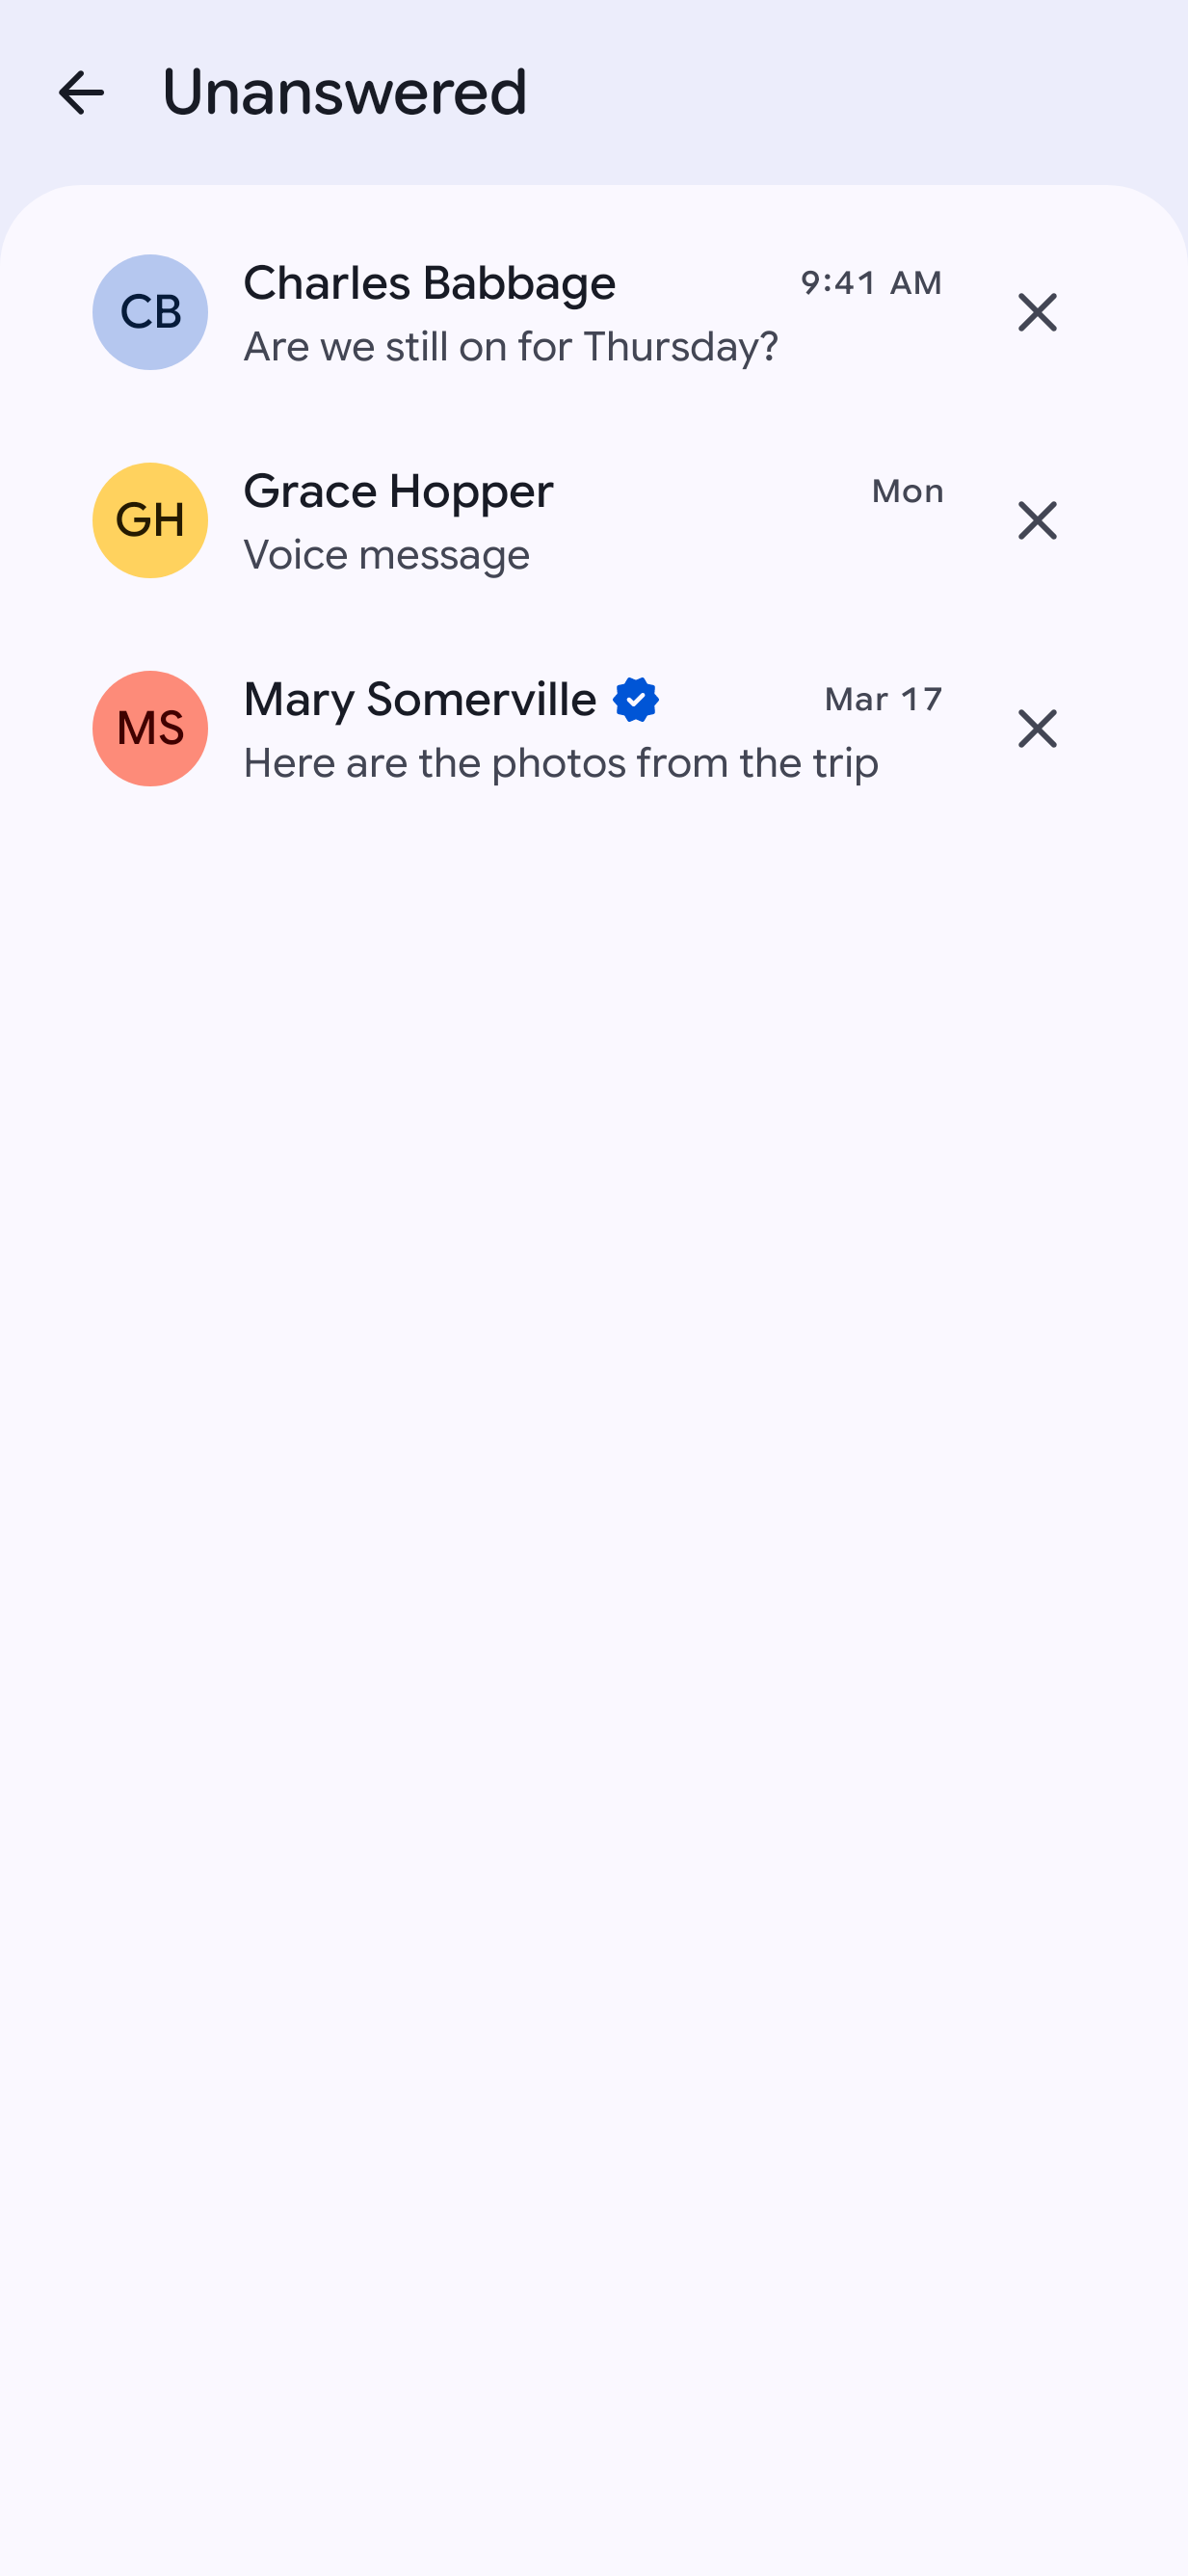 Unanswered
CB
Charles Babbage
9:41 AM
Are we still on for Thursday?
GH
Grace Hopper
Mon
Voice message
MS
Mary Somerville
Mar 17
Here are the photos from the trip